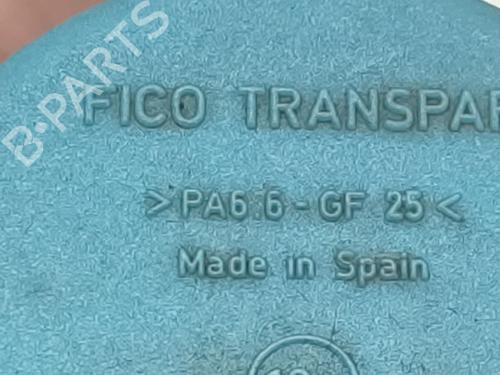 B-PARTS
FICO TRANSPAR
>PA6.6-GF 25<
Made in Spain